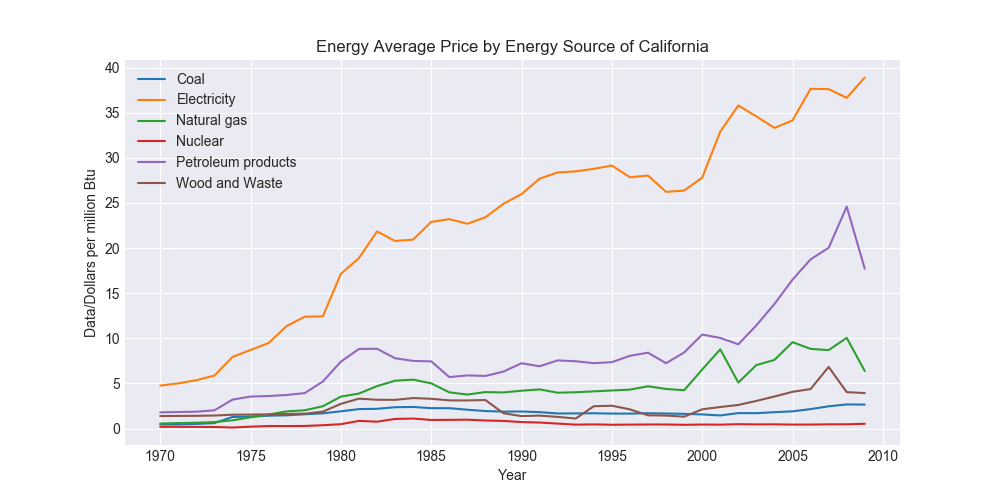 Energy Average Price by Energy Source of California
40
35
30
25
20
15
10
5
0
Data/Dollars per million Btu
Coal
Electricity
Natural gas
Nuclear
Petroleum products
Wood and Waste
1970 1975 1980 1985 1990 1995 2000 2005 2010
Year